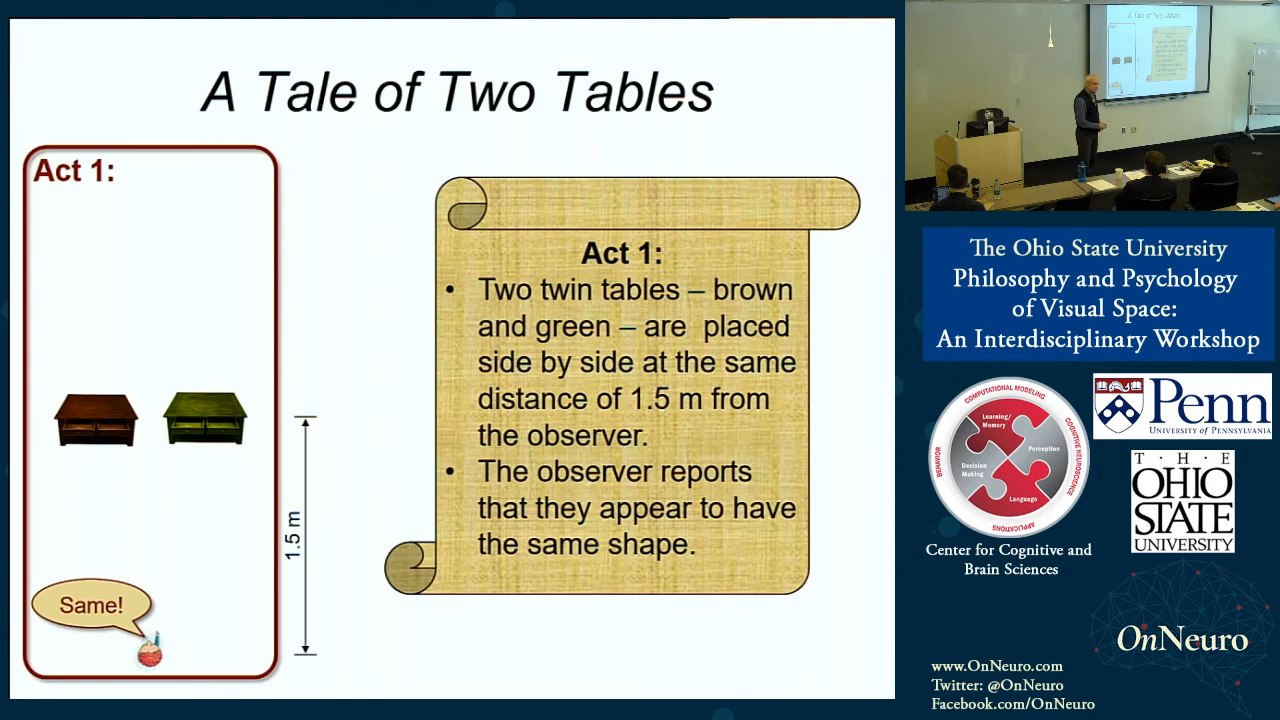 A Tale of Two Tables
Act 1:
1.5 m
Same!
Act 1:
• Two twin tables – brown
and green – are placed
side by side at the same
distance of 1.5 m from
the observer.
• The observer reports
that they appear to have
the same shape.
A Tale of Two Tables
The Ohio State University
Philosophy and Psychology
of Visual Space:
An Interdisciplinary Workshop
COMPUTATIONAL MODELING
COGNITIVE NEUROSCIENCE
APPLICATIONS
BEHAVIOR
Learning/
Memory
Perception
Decision
Making
Language
Center for Cognitive and
Brain Sciences
Penn
UNIVERSITY of PENNSYLVANIA
T · H · E
OHIO
STATE
UNIVERSITY
OnNeuro
www.OnNeuro.com
Twitter: @OnNeuro
Facebook.com/OnNeuro